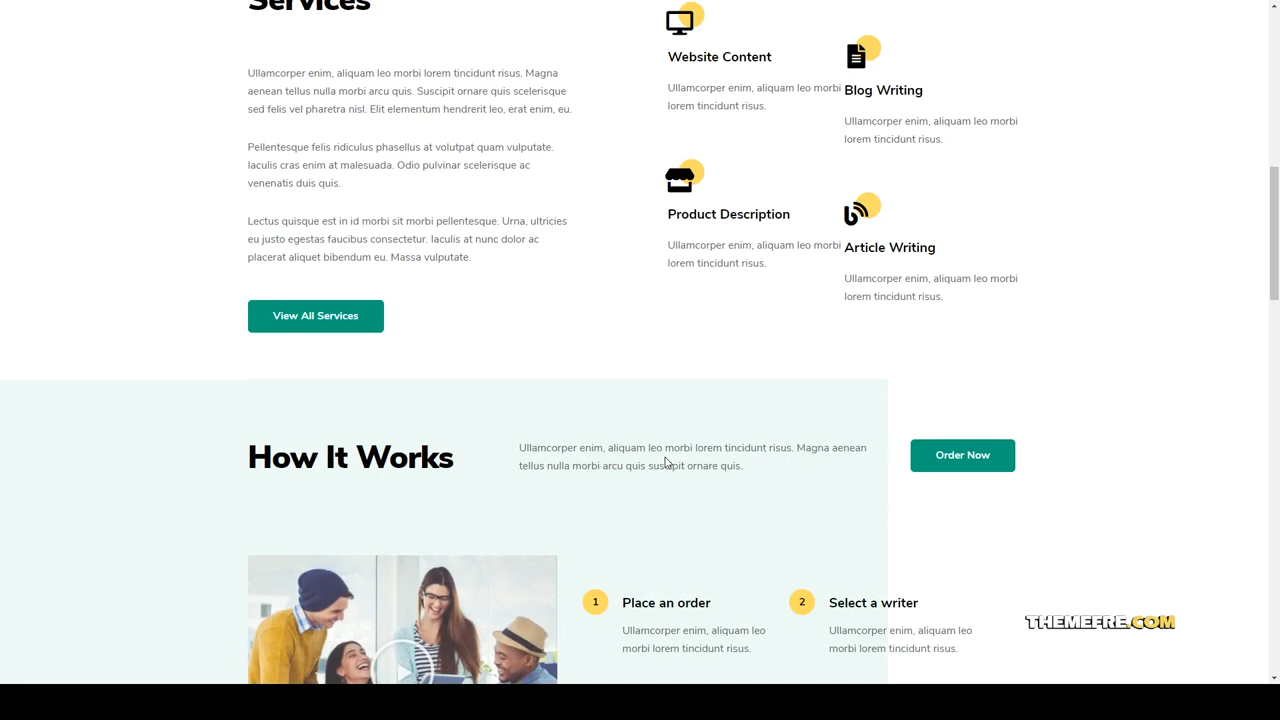 Services
Ullamcorper enim, aliquam leo morbi lorem tincidunt risus. Magna
aenean tellus nulla morbi arcu quis. Suscipit ornare quis scelerisque
sed felis vel pharetra nisl. Elit elementum hendrerit leo, erat enim, eu.
Pellentesque felis ridiculus phasellus at volutpat quam vulputate.
Iaculis cras enim at malesuada. Odio pulvinar scelerisque ac
venenatis duis quis.
Lectus quisque est in id morbi sit morbi pellentesque. Urna, ultricies
eu justo egestas faucibus consectetur. Iaculis at nunc dolor ac
placerat aliquet bibendum eu. Massa vulputate.
View All Services
Website Content
Ullamcorper enim, aliquam leo morbi
lorem tincidunt risus.
Blog Writing
Ullamcorper enim, aliquam leo morbi
lorem tincidunt risus.
Product Description
Ullamcorper enim, aliquam leo morbi
lorem tincidunt risus.
Article Writing
Ullamcorper enim, aliquam leo morbi
lorem tincidunt risus.
How It Works
Ullamcorper enim, aliquam leo morbi lorem tincidunt risus. Magna aenean
tellus nulla morbi arcu quis suscipit ornare quis.
Order Now
1
Place an order
Ullamcorper enim, aliquam leo
morbi lorem tincidunt risus.
2
Select a writer
Ullamcorper enim, aliquam leo
morbi lorem tincidunt risus.
THEMEFRE.COM